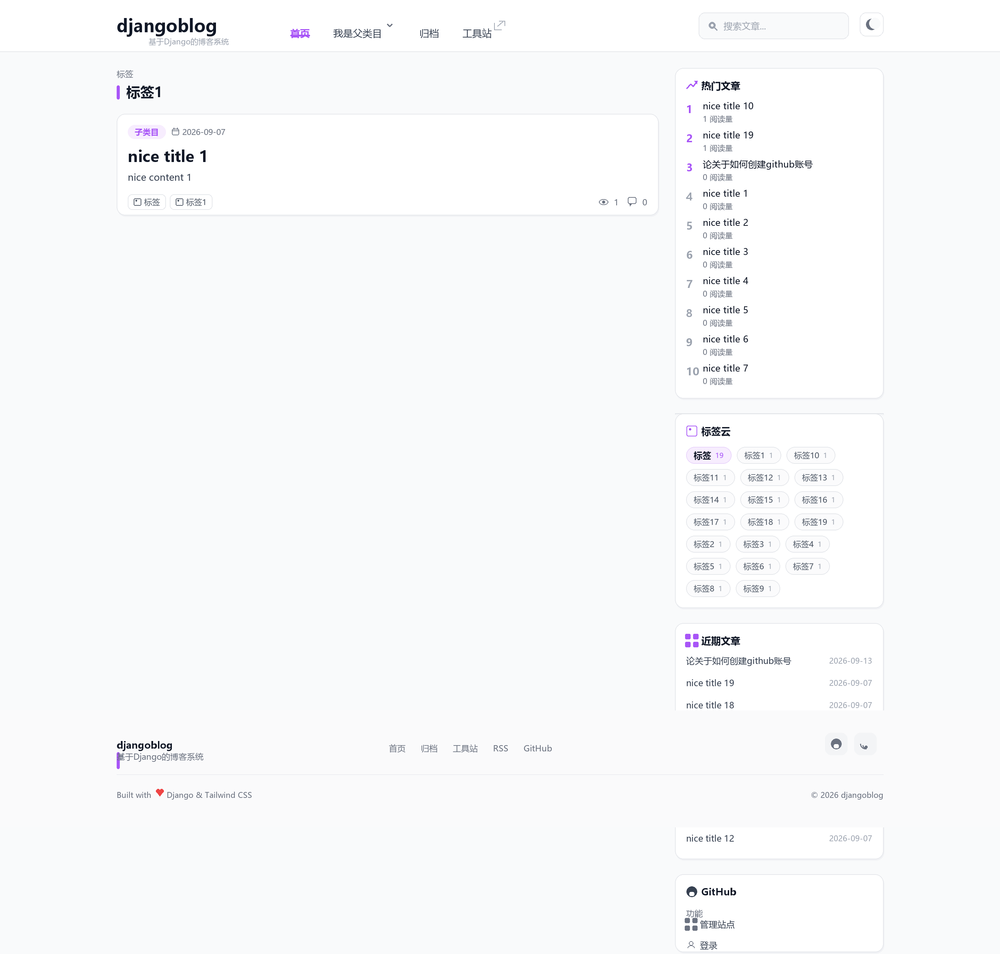 djangoblog
基于Django的博客系统
首页
我是父类目
归档
工具站
搜索文章...
标签
标签1
子类目 2026-09-07
nice title 1
nice content 1
标签 标签1
1 0
热门文章
1 nice title 10
1 阅读量
2 nice title 19
1 阅读量
3 论关于如何创建github账号
0 阅读量
4 nice title 1
0 阅读量
5 nice title 2
0 阅读量
6 nice title 3
0 阅读量
7 nice title 4
0 阅读量
8 nice title 5
0 阅读量
9 nice title 6
0 阅读量
10 nice title 7
0 阅读量
标签云
标签 19 标签1 1 标签10 1
标签11 1 标签12 1 标签13 1
标签14 1 标签15 1 标签16 1
标签17 1 标签18 1 标签19 1
标签2 1 标签3 1 标签4 1
标签5 1 标签6 1 标签7 1
标签8 1 标签9 1
近期文章
论关于如何创建github账号 2026-09-13
nice title 19 2026-09-07
nice title 18 2026-09-07
djangoblog
基于Django的博客系统
首页 归档 工具站 RSS GitHub
Built with Django & Tailwind CSS
© 2026 djangoblog
nice title 12 2026-09-07
GitHub
功能
管理站点
登录